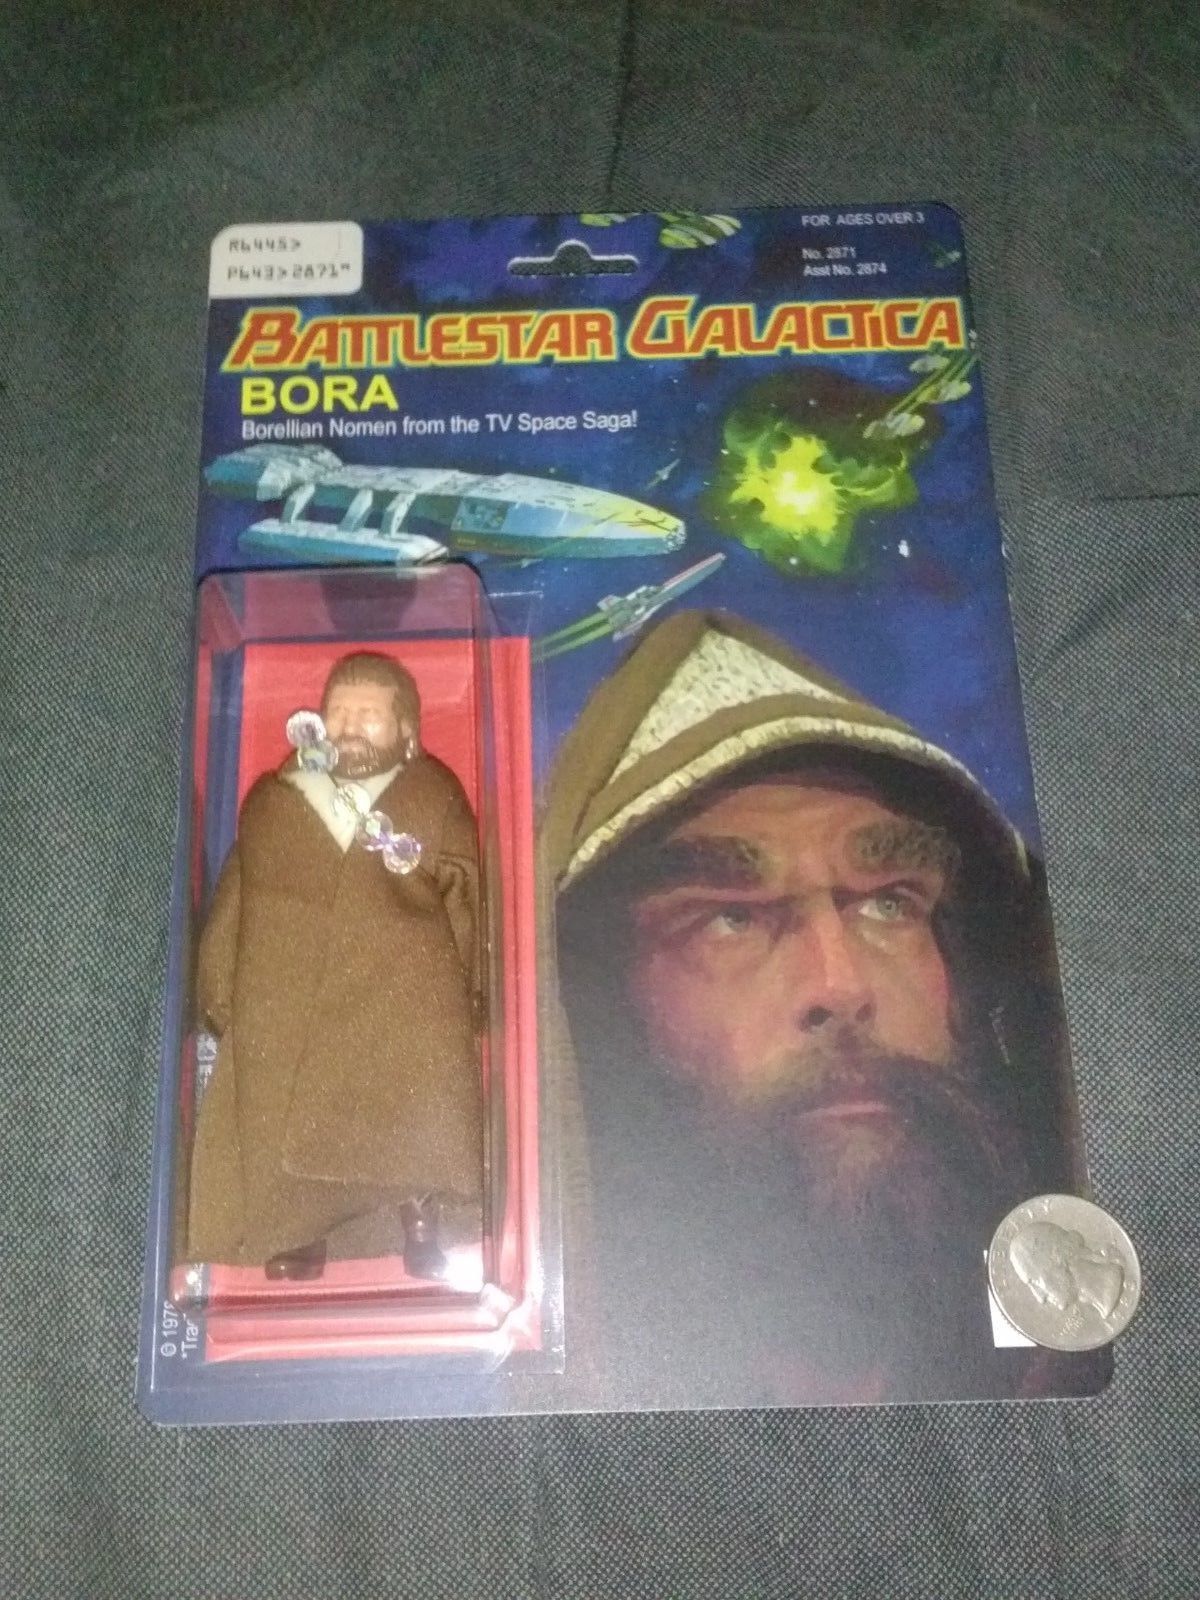 R6445>
P643>2871"
FOR AGES OVER 3
No. 2871
Asst No. 2874
BATTLESTAR GALACTICA
BORA
Borellian Nomen from the TV Space Saga!
LIBERTY
© 197